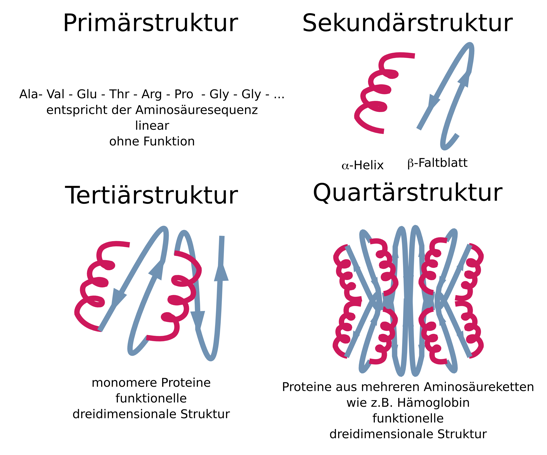 Primärstruktur
Ala- Val - Glu - Thr - Arg - Pro  - Gly - Gly - ...
entspricht der Aminosäuresequenz
linear
ohne Funktion
Sekundärstruktur
α-Helix
β-Faltblatt
Tertiärstruktur
monomere Proteine
funktionelle
dreidimensionale Struktur
Quartärstruktur
Proteine aus mehreren Aminosäureketten
wie z.B. Hämoglobin
funktionelle
dreidimensionale Struktur